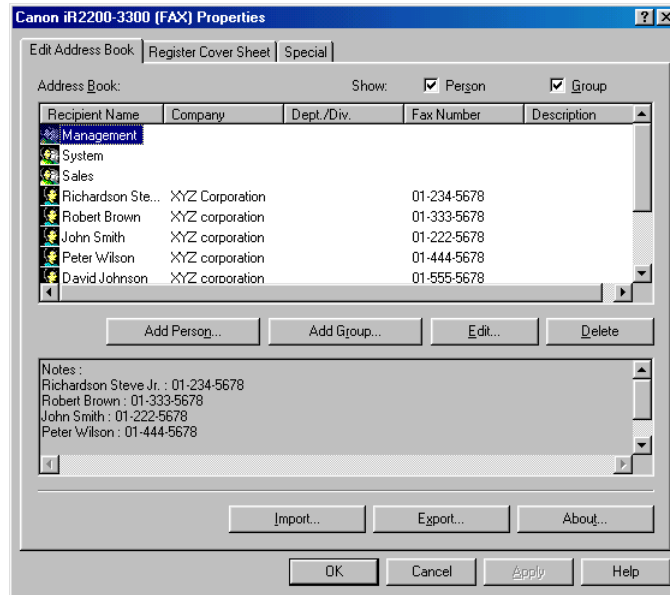 Canon iR2200-3300 (FAX) Properties
Edit Address Book Register Cover Sheet Special
Address Book: Show: Person Group
Recipient Name Company Dept./Div. Fax Number Description
Management
System
Sales
Richardson Ste... XYZ Corporation 01-234-5678
Robert Brown XYZ corporation 01-333-5678
John Smith XYZ corporation 01-222-5678
Peter Wilson XYZ corporation 01-444-5678
David Johnson XYZ corporation 01-555-5678
Add Person... Add Group... Edit... Delete
Notes :
Richardson Steve Jr. : 01-234-5678
Robert Brown : 01-333-5678
John Smith : 01-222-5678
Peter Wilson : 01-444-5678
Import... Export... About...
OK Cancel Apply Help